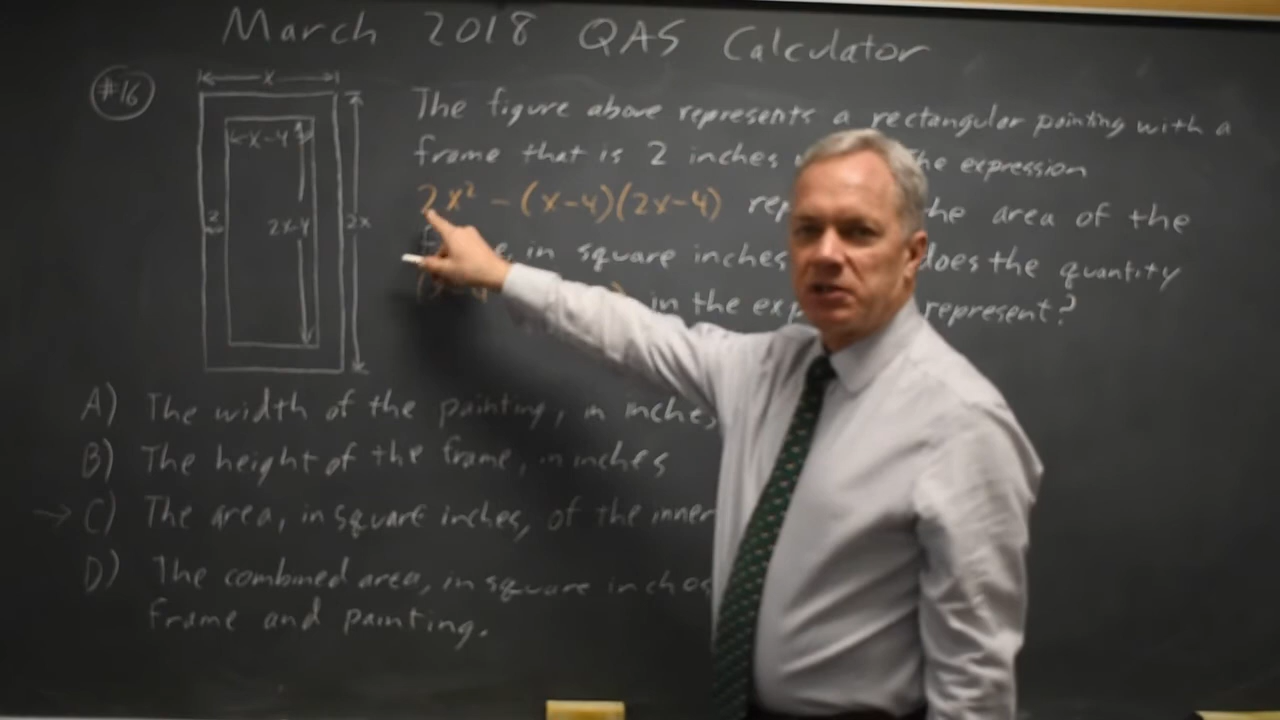 March 2018 QAS Calculator
#16
x
x-4
2
2x-4
2x
The figure above represents a rectangular painting with a
frame that is 2 inches The expression
2x² - (x-4)(2x-4) the area of the
in square inches does the quantity
in the represent?
A) The width of the painting, in inches
B) The height of the frame, in inches
→ C) The area, in square inches, of the inner
D) The combined area, in square inches
frame and painting.